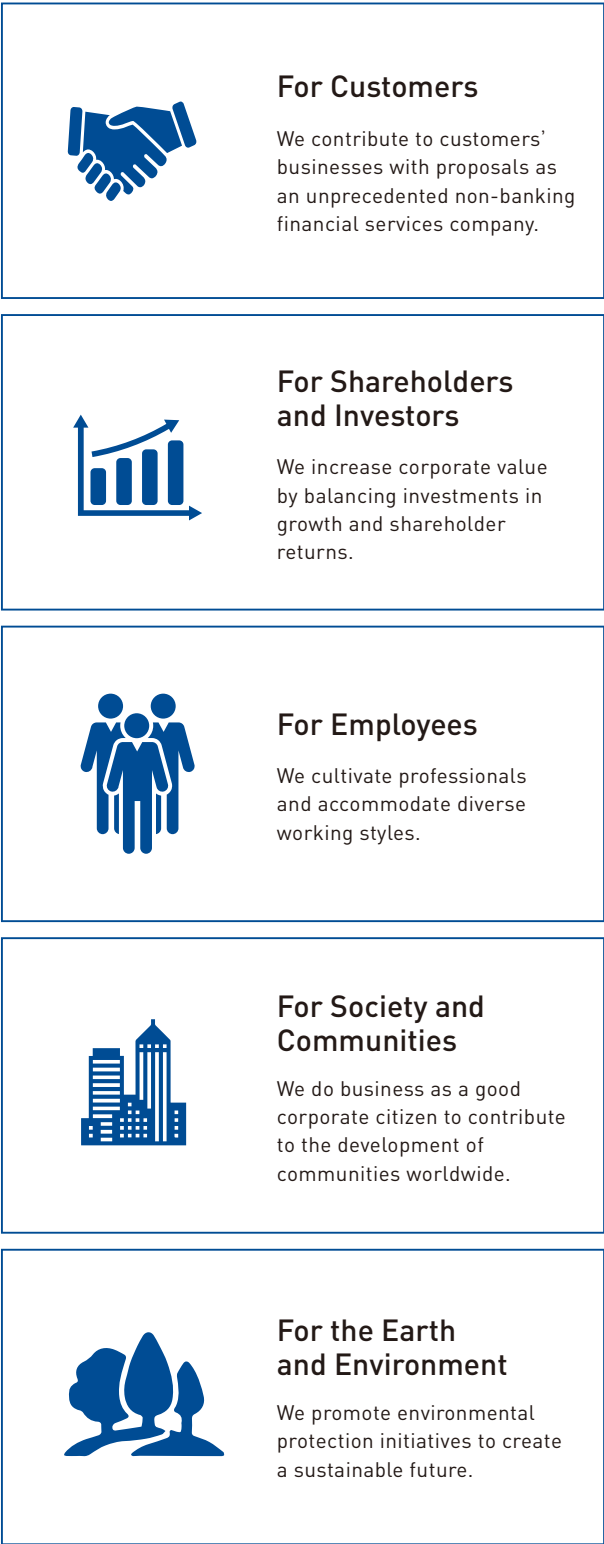 For Customers
We contribute to customers’
businesses with proposals as
an unprecedented non-banking
financial services company.
For Shareholders
and Investors
We increase corporate value
by balancing investments in
growth and shareholder
returns.
For Employees
We cultivate professionals
and accommodate diverse
working styles.
For Society and
Communities
We do business as a good
corporate citizen to contribute
to the development of
communities worldwide.
For the Earth
and Environment
We promote environmental
protection initiatives to create
a sustainable future.